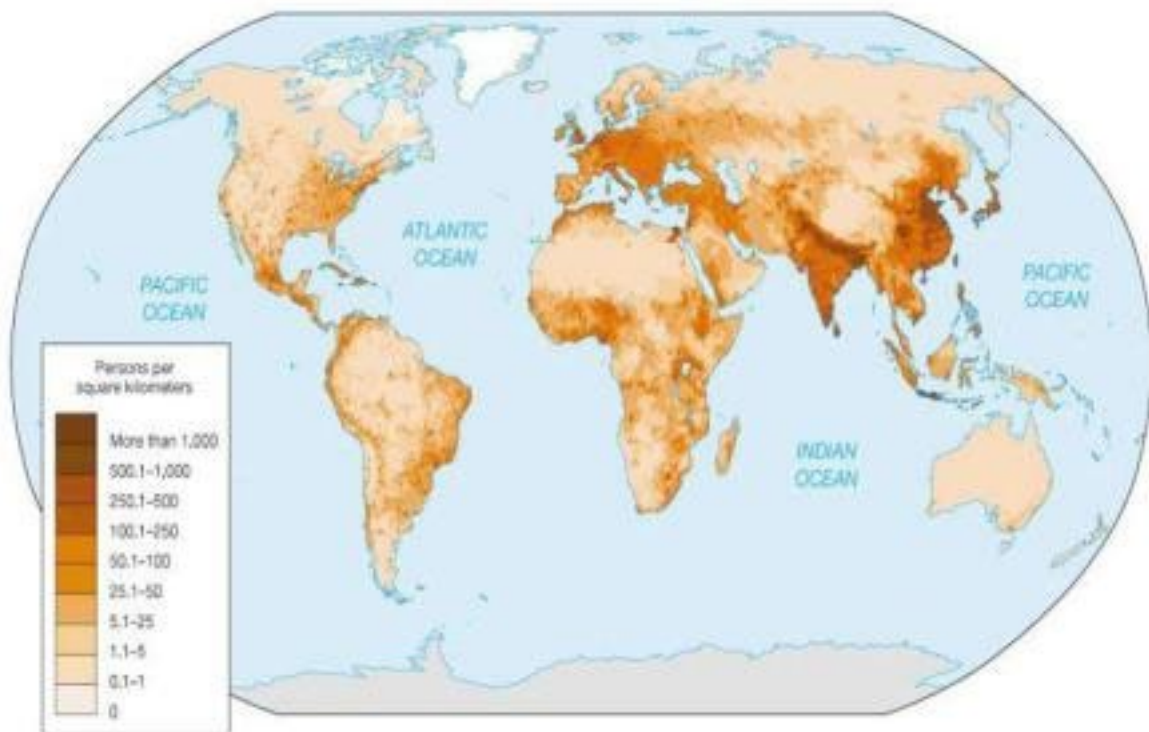 ATLANTIC
OCEAN
PACIFIC
OCEAN
PACIFIC
OCEAN
INDIAN
OCEAN
Persons per
square kilometers
More than 1,000
500.1–1,000
250.1–500
100.1–250
50.1–100
25.1–50
5.1–25
1.1–5
0.1–1
0